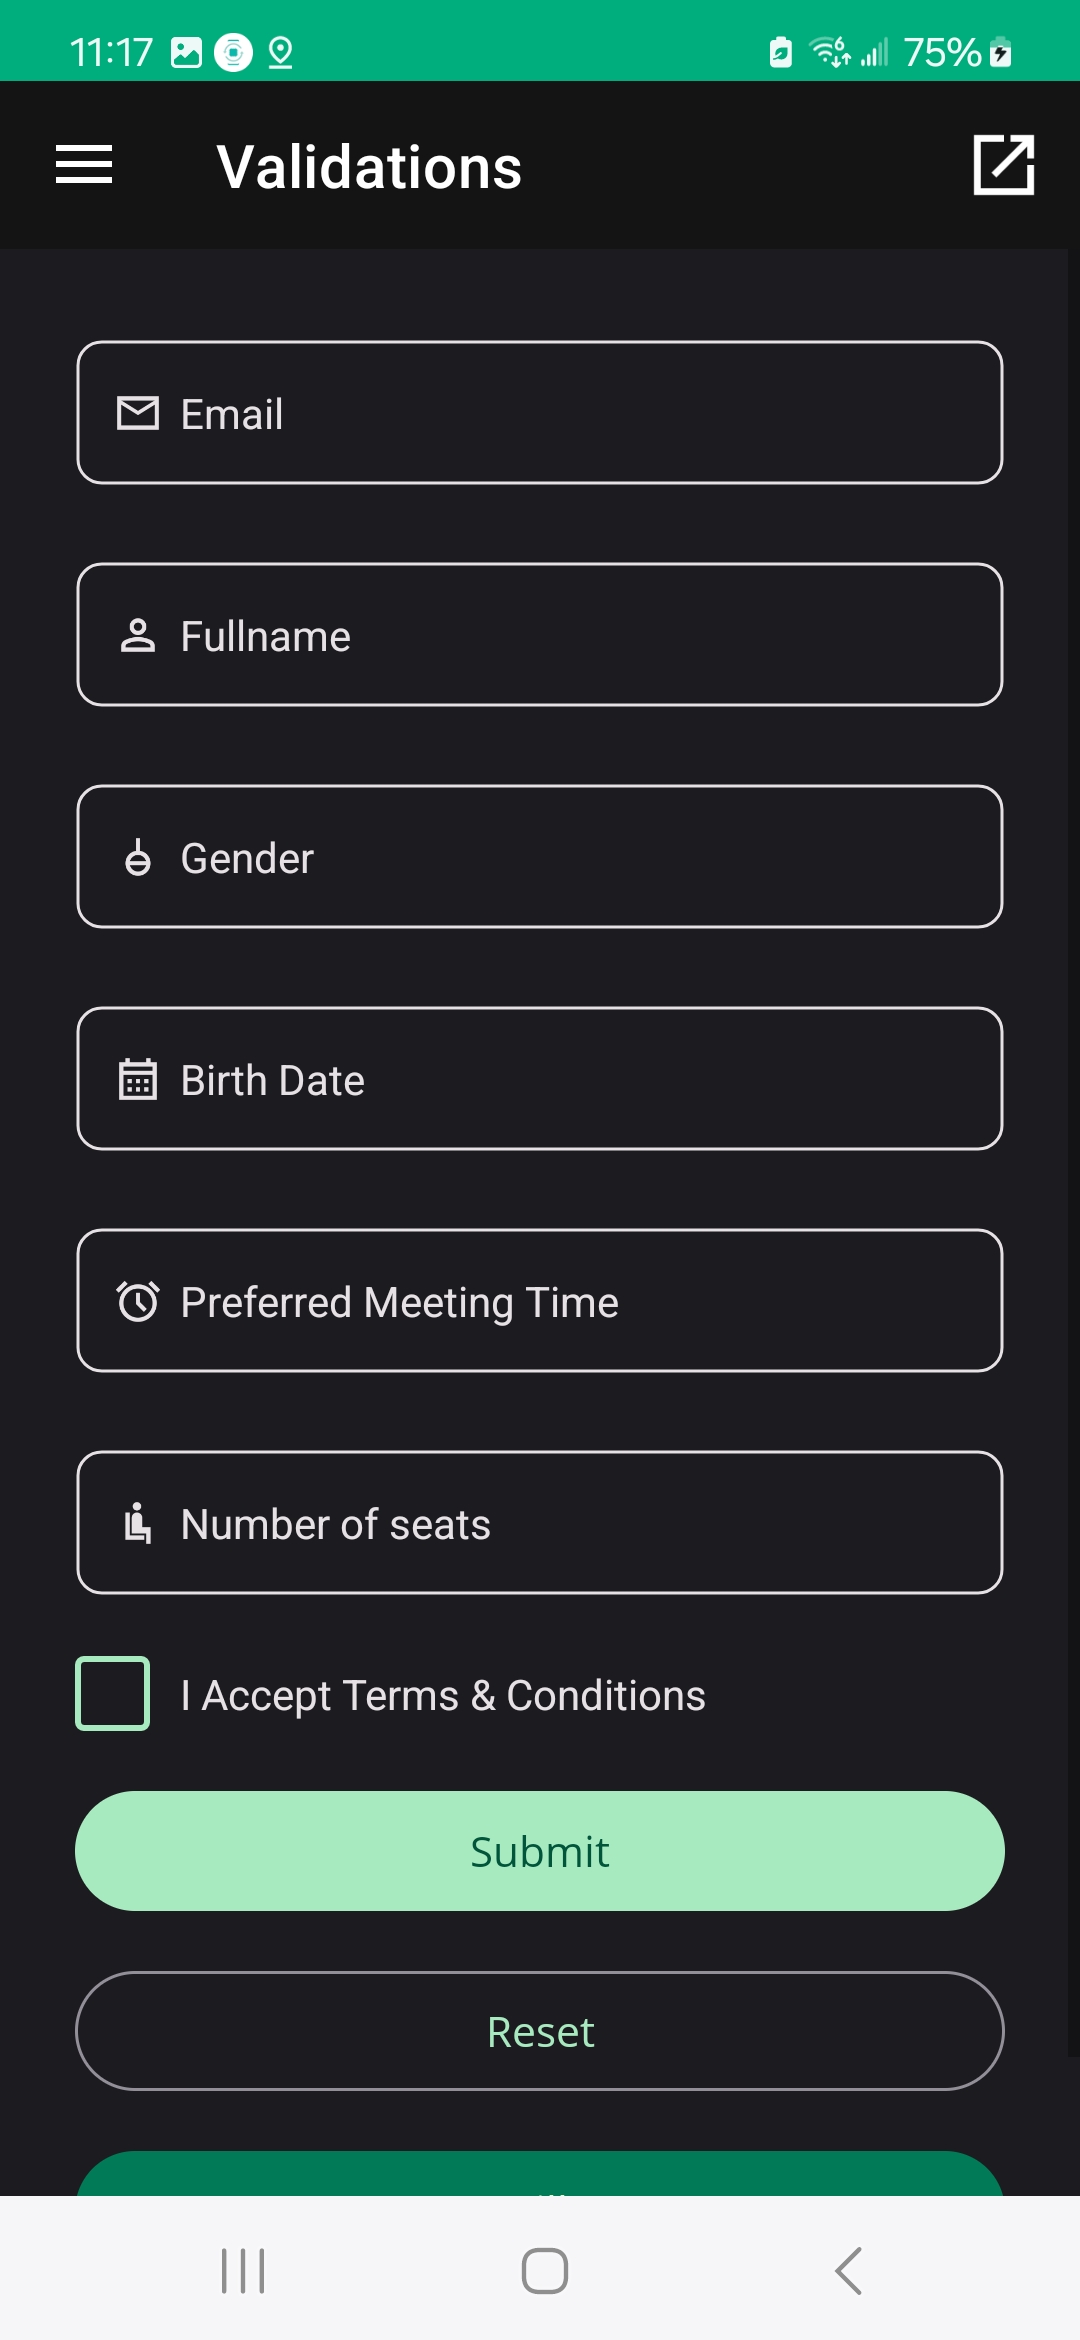 11:17
75%
Validations
Email
Fullname
Gender
Birth Date
Preferred Meeting Time
Number of seats
I Accept Terms & Conditions
Submit
Reset